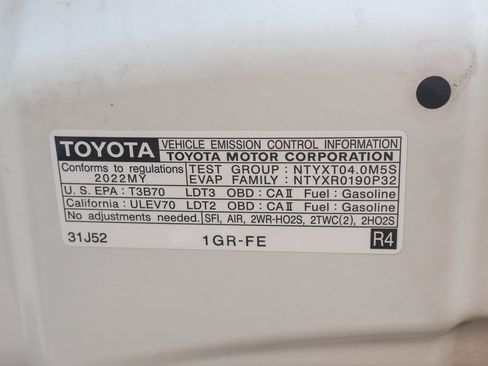 TOYOTA VEHICLE EMISSION CONTROL INFORMATION
TOYOTA MOTOR CORPORATION
Conforms to regulations TEST GROUP : NTYXT04.0M5S
2022MY EVAP FAMILY : NTYXR0190P32
U.S. EPA : T3B70 LDT3 OBD : CAⅡ Fuel : Gasoline
California : ULEV70 LDT2 OBD : CAⅡ Fuel : Gasoline
No adjustments needed. SFI, AIR, 2WR-HO2S, 2TWC(2), 2HO2S
31J52 1GR-FE R4